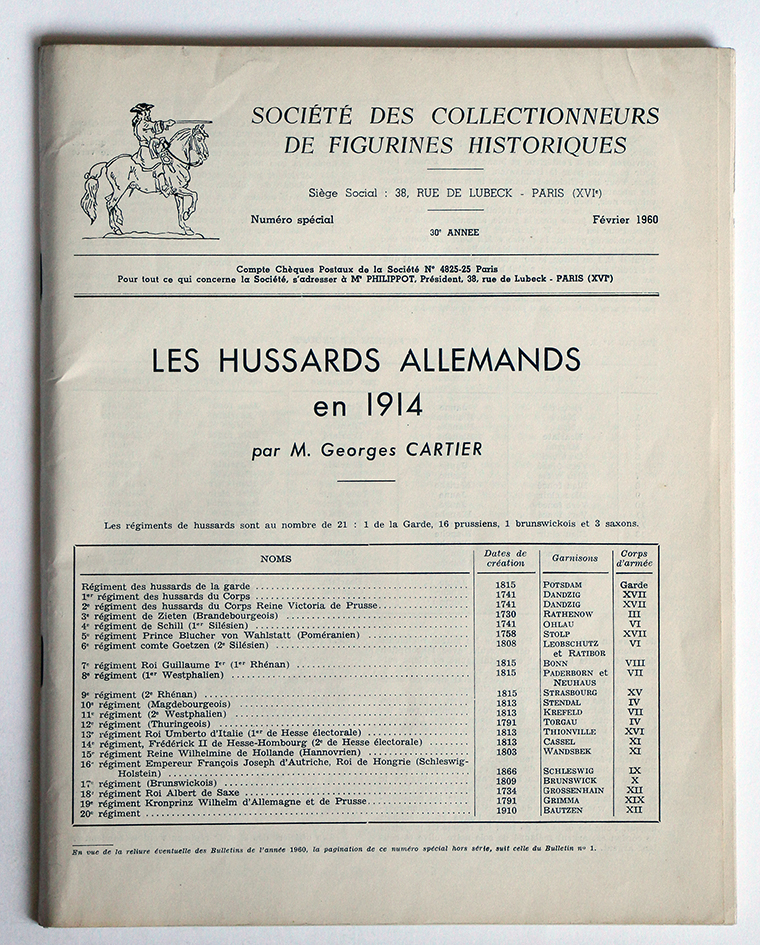 SOCIÉTÉ DES COLLECTIONNEURS
DE FIGURINES HISTORIQUES
Siège Social : 38, RUE DE LUBECK - PARIS (XVIᵉ)
Numéro spécial Février 1960
30ᵉ ANNEE
Compte Chèques Postaux de la Société N° 4825-25 Paris
Pour tout ce qui concerne la Société, s'adresser à Mᵉ PHILIPPOT, Président, 38, rue de Lubeck - PARIS (XVIᵉ)
LES HUSSARDS ALLEMANDS
en 1914
par M. Georges CARTIER
Les régiments de hussards sont au nombre de 21 : 1 de la Garde, 16 prussiens, 1 brunswickois et 3 saxons.
NOMS Dates de création Garnisons Corps d'armée
Régiment des hussards de la garde 1815 POTSDAM Garde
1ᵉʳ régiment des hussards du Corps 1741 DANDZIG XVII
2ᵉ régiment des hussards du Corps Reine Victoria de Prusse 1741 DANDZIG XVII
3ᵉ régiment de Zieten (Brandebourgeois) 1730 RATHENOW III
4ᵉ régiment de Schill (1ᵉʳ Silésien) 1741 OHLAU VI
5ᵉ régiment Prince Blucher von Wahlstatt (Poméranien) 1758 STOLP XVII
6ᵉ régiment comte Goetzen (2ᵉ Silésien) 1808 LEOBSCHUTZ VI
et RATIBOR
7ᵉ régiment Roi Guillaume Iᵉʳ (1ᵉʳ Rhénan) 1815 BONN VIII
8ᵉ régiment (1ᵉʳ Westphalien) 1815 PADERBORN et VII
NEUHAUS
9ᵉ régiment (2ᵉ Rhénan) 1815 STRASBOURG XV
10ᵉ régiment (Magdebourgeois) 1813 STENDAL IV
11ᵉ régiment (2ᵉ Westphalien) 1813 KREFELD VII
12ᵉ régiment (Thuringeois) 1791 TORGAU IV
13ᵉ régiment Roi Umberto d'Italie (1ᵉʳ de Hesse électorale) 1813 THIONVILLE XVI
14ᵉ régiment, Frédérick II de Hesse-Hombourg (2ᵉ de Hesse électorale) 1813 CASSEL XI
15ᵉ régiment Reine Wilhelmine de Hollande (Hannovrien) 1803 WANDSBEK XI
16ᵉ régiment Empereur François Joseph d'Autriche, Roi de Hongrie (Schleswig-
Holstein) 1866 SCHLESWIG IX
17ᵉ régiment (Brunswickois) 1809 BRUNSWICK X
18ᵉ régiment Roi Albert de Saxe 1734 GROSSENHAIN XII
19ᵉ régiment Kronprinz Wilhelm d'Allemagne et de Prusse 1791 GRIMMA XIX
20ᵉ régiment 1910 BAUTZEN XII
En vue de la reliure éventuelle des Bulletins de l'année 1960, la pagination de ce numéro spécial hors série, suit celle du Bulletin n° 1.